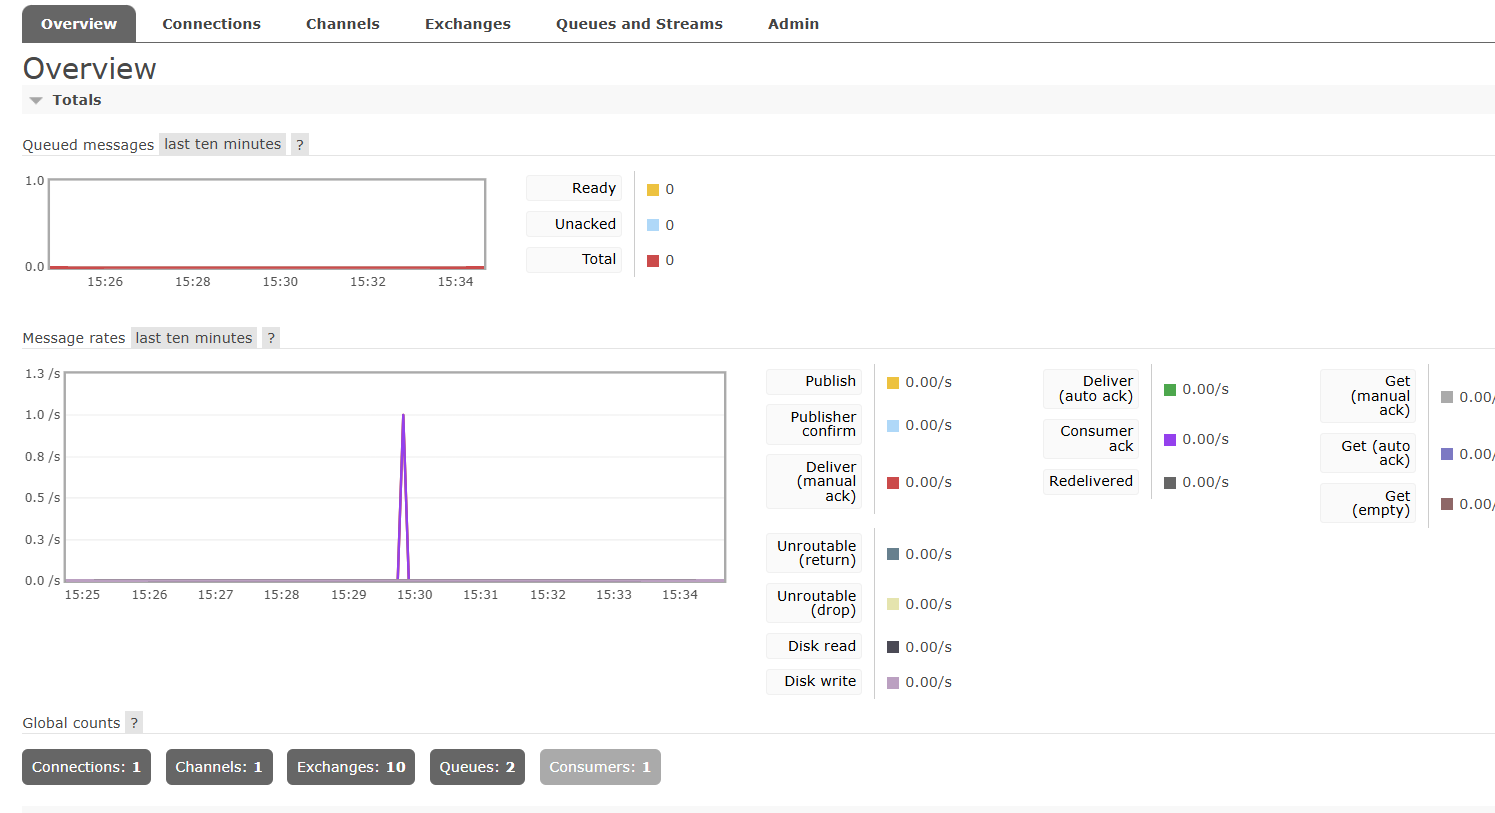 Overview Connections Channels Exchanges Queues and Streams Admin
Overview
Totals
Queued messages last ten minutes ?
1.0
0.0
15:26 15:28 15:30 15:32 15:34
Ready 0
Unacked 0
Total 0
Message rates last ten minutes ?
1.3 /s
1.0 /s
0.8 /s
0.5 /s
0.3 /s
0.0 /s
15:25 15:26 15:27 15:28 15:29 15:30 15:31 15:32 15:33 15:34
Publish 0.00/s
Publisher
confirm 0.00/s
Deliver
(manual 0.00/s
ack)
Deliver
(auto ack) 0.00/s
Consumer
ack 0.00/s
Redelivered 0.00/s
Get
(manual 0.00/
ack)
Get (auto
ack) 0.00/
Get
(empty) 0.00/
Unroutable
(return) 0.00/s
Unroutable
(drop) 0.00/s
Disk read 0.00/s
Disk write 0.00/s
Global counts ?
Connections: 1 Channels: 1 Exchanges: 10 Queues: 2 Consumers: 1